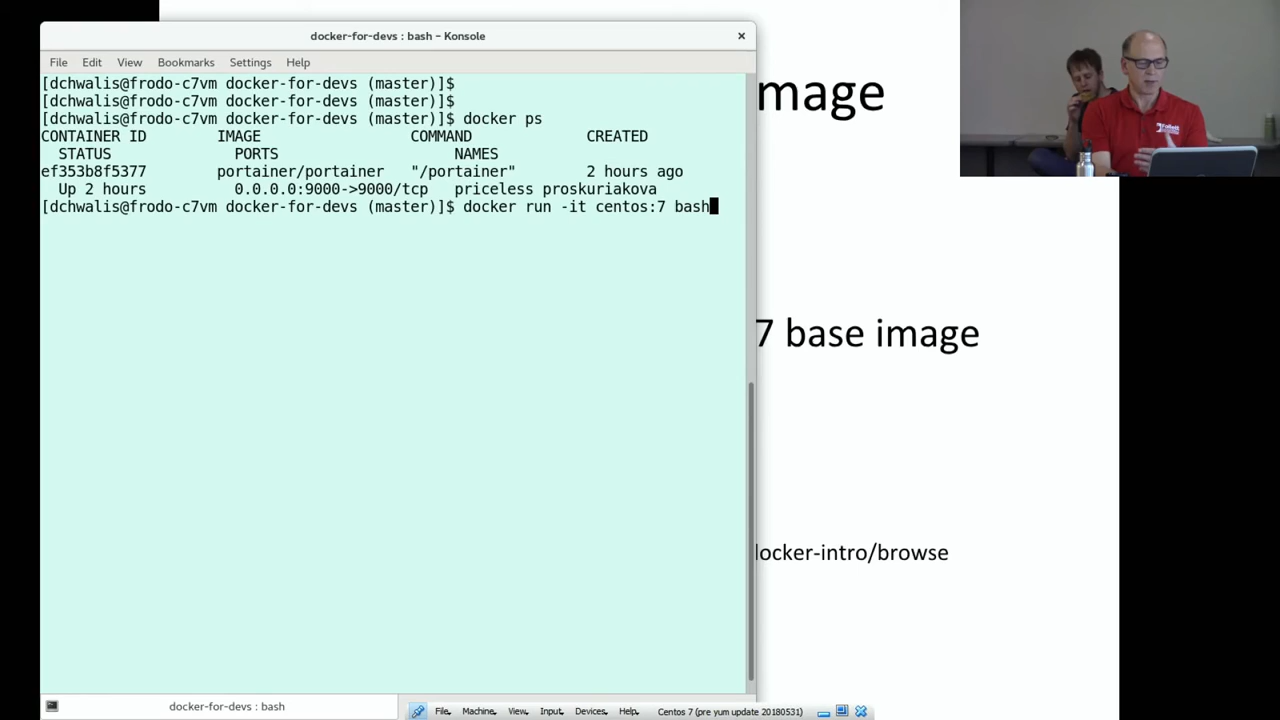 docker-for-devs : bash – Konsole
File Edit View Bookmarks Settings Help
[dchwalis@frodo-c7vm docker-for-devs (master)]$
[dchwalis@frodo-c7vm docker-for-devs (master)]$
[dchwalis@frodo-c7vm docker-for-devs (master)]$ docker ps
CONTAINER ID IMAGE COMMAND CREATED
STATUS PORTS NAMES
ef353b8f5377 portainer/portainer "/portainer" 2 hours ago
Up 2 hours 0.0.0.0:9000->9000/tcp priceless proskuriakova
[dchwalis@frodo-c7vm docker-for-devs (master)]$ docker run -it centos:7 bash
mage
7 base image
docker-intro/browse
Follett
docker-for-devs : bash
File Machine View Input Devices Help Centos 7 (pre yum update 20180531)